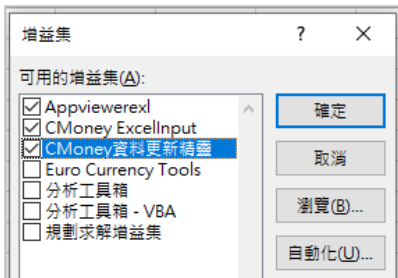 增益集 ? ×
可用的增益集(A):
Appviewerexl
CMoney ExcelInput
CMoney資料更新精靈
Euro Currency Tools
分析工具箱
分析工具箱 - VBA
規劃求解增益集
確定
取消
瀏覽(B)...
自動化(U)...